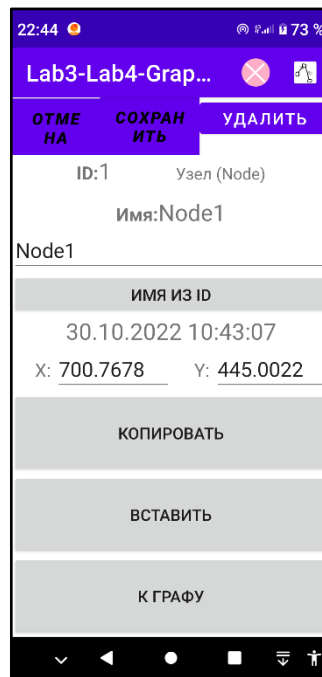 22:44 73 %
Lab3-Lab4-Grap...
ОТМЕ
НА
СОХРАН
ИТЬ
УДАЛИТЬ
ID:1 Узел (Node)
Имя:Node1
Node1
ИМЯ ИЗ ID
30.10.2022 10:43:07
X: 700.7678 Y: 445.0022
КОПИРОВАТЬ
ВСТАВИТЬ
К ГРАФУ